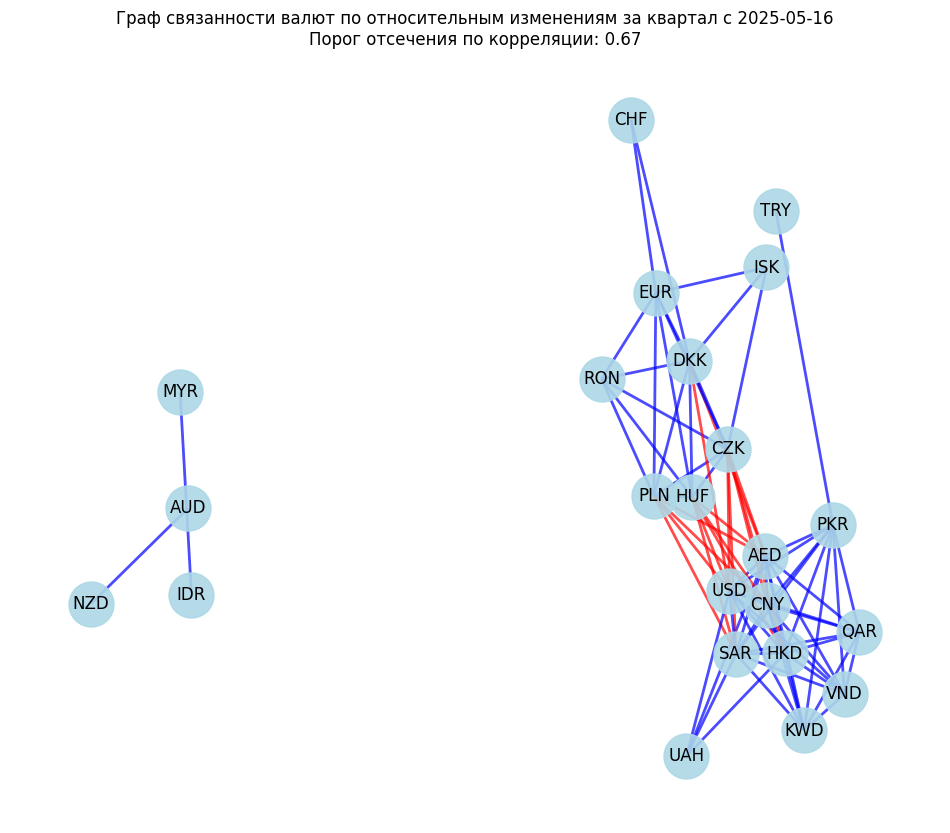 Граф связанности валют по относительным изменениям за квартал с 2025-05-16
Порог отсечения по корреляции: 0.67
CHF
TRY
ISK
EUR
DKK
RON
MYR
CZK
PLN
HUF
AUD
PKR
AED
USD
IDR
NZD
CNY
QAR
SAR
HKD
VND
KWD
UAH